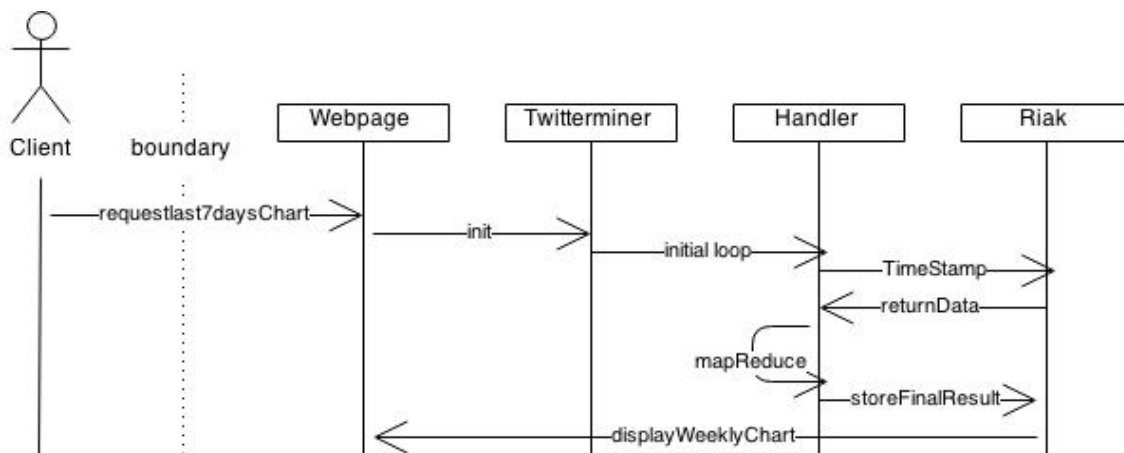 Webpage
Twitterminer
Handler
Riak
Client
boundary
requestlast7daysChart
init
initial loop
TimeStamp
returnData
mapReduce
storeFinalResult
displayWeeklyChart